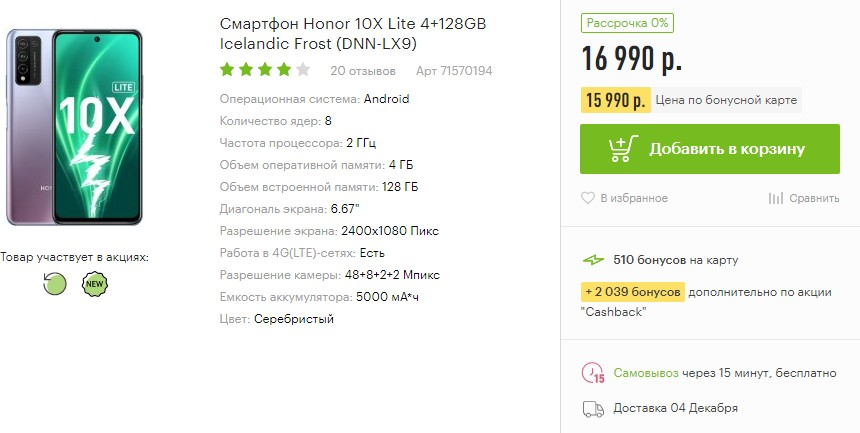 Смартфон Honor 10X Lite 4+128GB
Icelandic Frost (DNN-LX9)
20 отзывов Арт 71570194
Операционная система: Android
Количество ядер: 8
Частота процессора: 2 ГГц
Объем оперативной памяти: 4 ГБ
Объем встроенной памяти: 128 ГБ
Диагональ экрана: 6.67"
Разрешение экрана: 2400x1080 Пикс
Работа в 4G(LTE)-сетях: Есть
Разрешение камеры: 48+8+2+2 Мпикс
Емкость аккумулятора: 5000 мА*ч
Цвет: Серебристый
LITE
10X
HO
Товар участвует в акциях:
NEW
Рассрочка 0%
16 990 р.
15 990 р. Цена по бонусной карте
Добавить в корзину
В избранное Сравнить
510 бонусов на карту
+ 2 039 бонусов дополнительно по акции
"Cashback"
15 Самовывоз через 15 минут, бесплатно
Доставка 04 Декабря